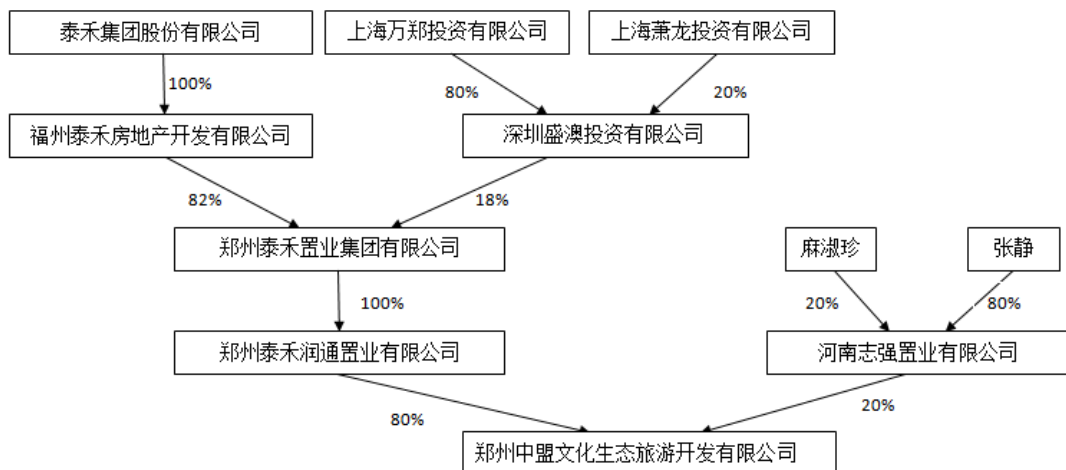 泰禾集团股份有限公司
上海万郑投资有限公司
上海萧龙投资有限公司
100%
80%
20%
福州泰禾房地产开发有限公司
深圳盛澳投资有限公司
82%
18%
郑州泰禾置业集团有限公司
麻淑珍
张静
100%
20%
80%
郑州泰禾润通置业有限公司
河南志强置业有限公司
80%
20%
郑州中盟文化生态旅游开发有限公司